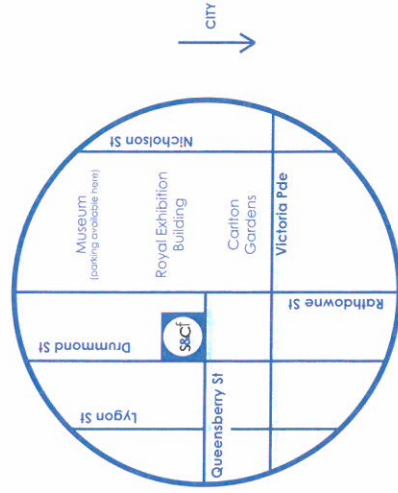 CITY
Nicholson St
Museum
(parking available here)
Royal Exhibition
Building
Carlton
Gardens
Victoria Pde
Rathdowne St
Drummond St
S&Cf
Lygon St
Queensberry St